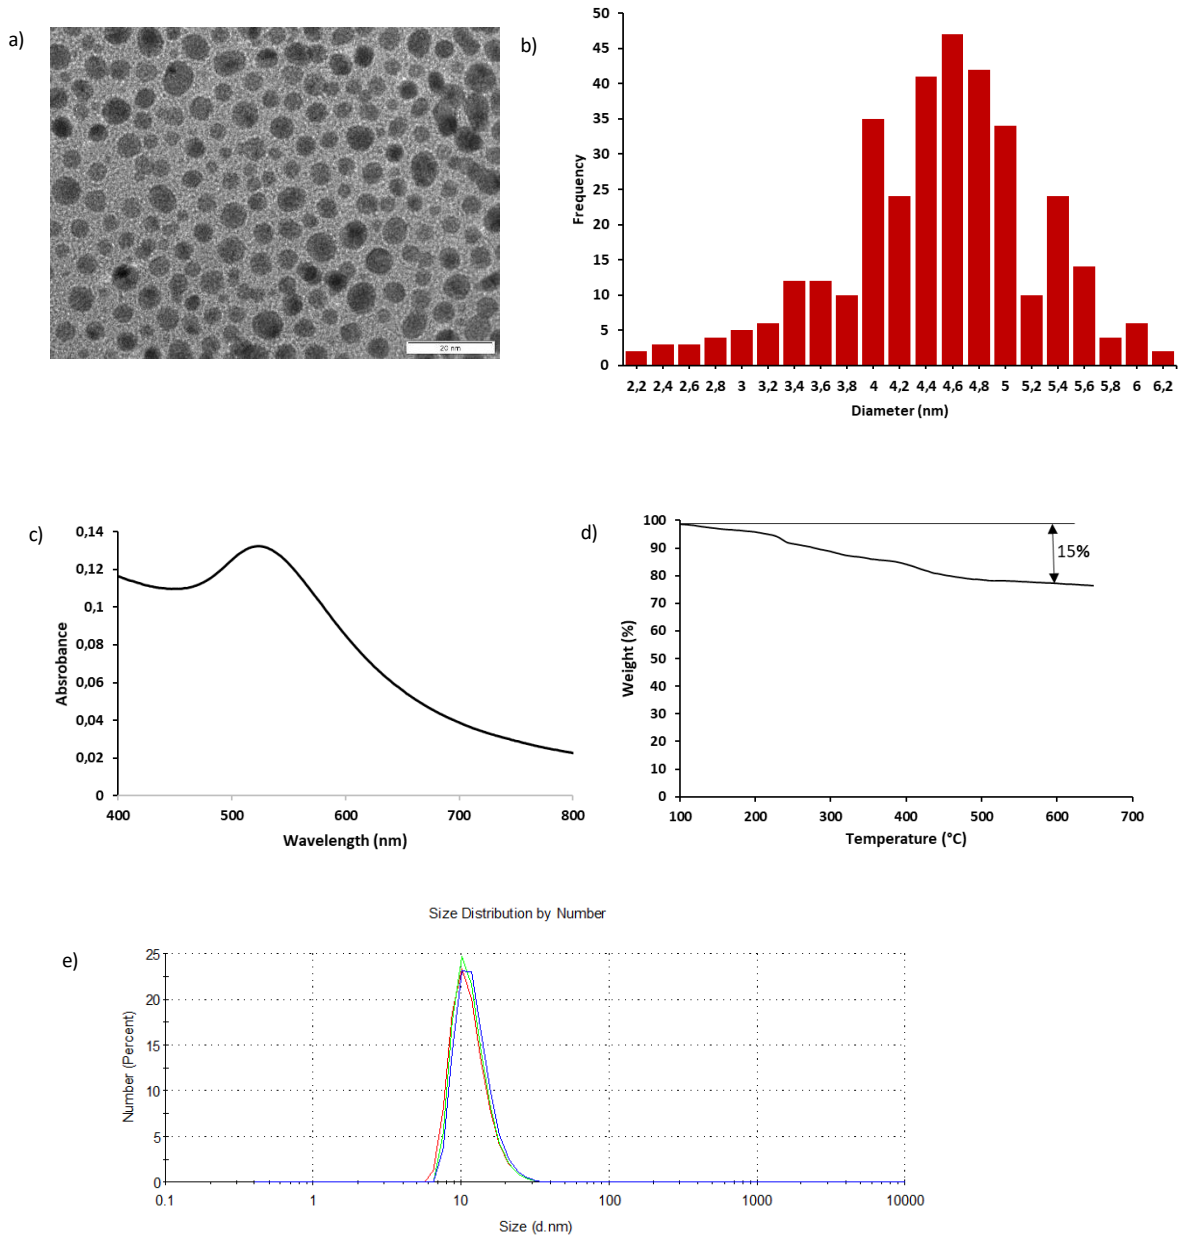 a)
20 nm
b)
50
45
40
35
30
25
20
15
10
5
0
Frequency
2,2 2,4 2,6 2,8 3 3,2 3,4 3,6 3,8 4 4,2 4,4 4,6 4,8 5 5,2 5,4 5,6 5,8 6 6,2
Diameter (nm)
c)
0,14
0,12
0,1
0,08
0,06
0,04
0,02
0
Absrobance
400 500 600 700 800
Wavelength (nm)
d)
100
90
80
70
60
50
40
30
20
10
0
Weight (%)
15%
100 200 300 400 500 600 700
Temperature (°C)
Size Distribution by Number
e)
25
20
15
10
5
0
Number (Percent)
0.1 1 10 100 1000 10000
Size (d.nm)